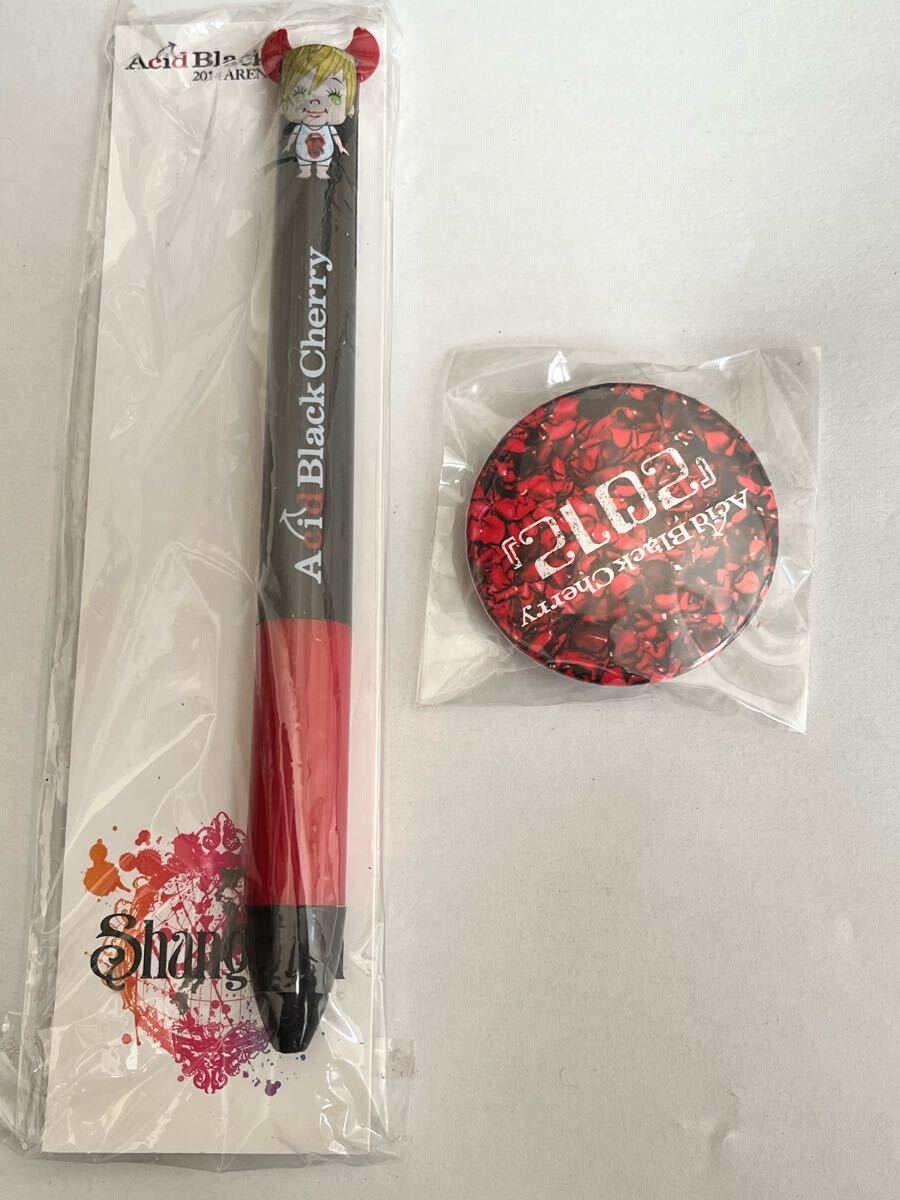 Acid Black
2014 AREN
Acid Black Cherry
Shang
Acid Black Cherry
『2012』